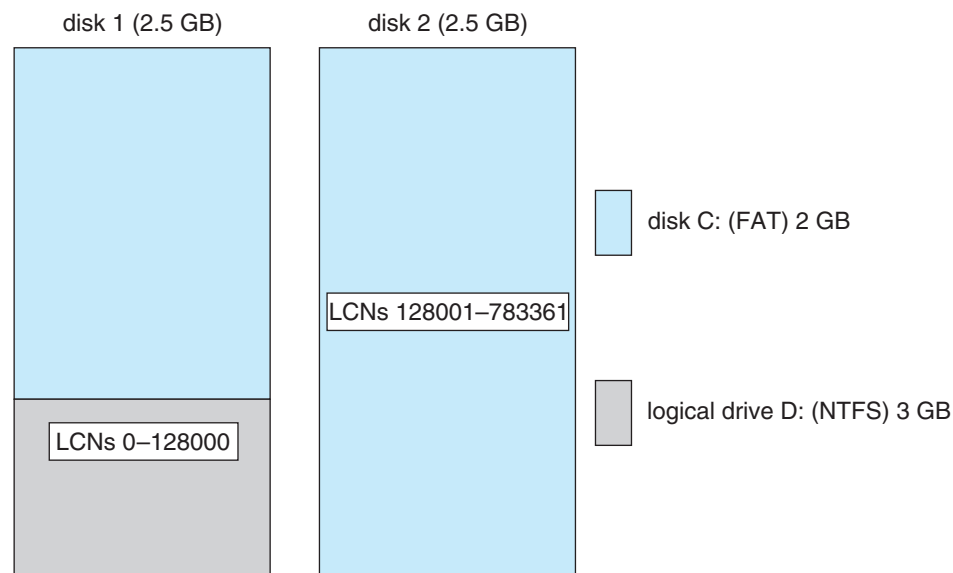 disk 1 (2.5 GB)
disk 2 (2.5 GB)
disk C: (FAT) 2 GB
LCNs 128001–783361
logical drive D: (NTFS) 3 GB
LCNs 0–128000